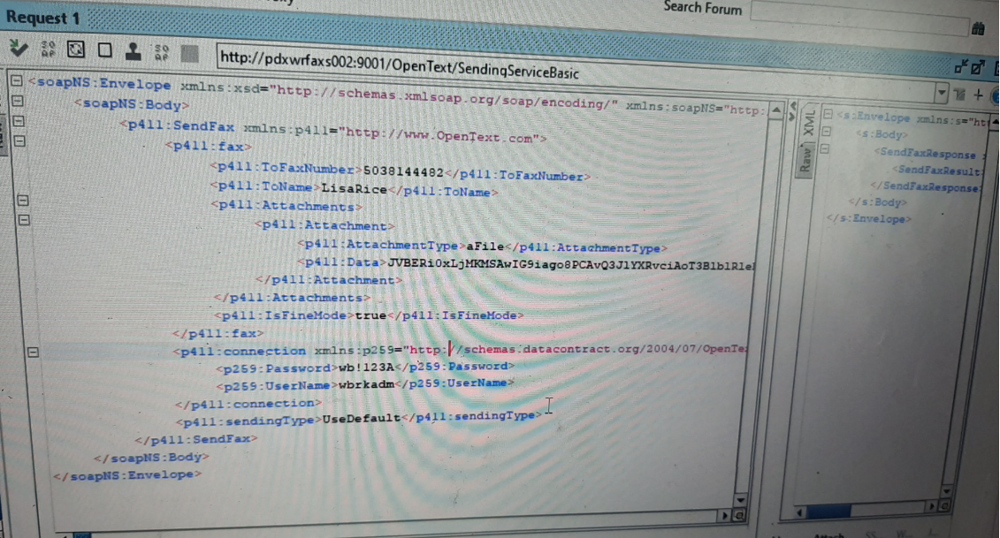 Search Forum
Request 1
http://pdxwrfaxs002:9001/OpenText/SendingServiceBasic
<soapNS:Envelope xmlns:xsd="http://schemas.xmlsoap.org/soap/encoding/" xmlns:soapNS="http:
<soapNS:Body>
<p411:SendFax xmlns:p411="http://www.OpenText.com">
<p411:fax>
<p411:ToFaxNumber>5038144482</p411:ToFaxNumber>
<p411:ToName>LisaRice</p411:ToName>
<p411:Attachments>
<p411:Attachment>
<p411:AttachmentType>aFile</p411:AttachmentType>
<p411:Data>
</p411:Attachment>
</p411:Attachments>
<p411:IsFineMode>true</p411:IsFineMode>
</p411:fax>
<p411:connection xmlns:p259="http://schemas.datacontract.org/2004/07/OpenTe
<p259:Password>wb!123A</p259:Password>
<p259:UserName>wbrkadm</p259:UserName>
</p411:connection>
<p411:sendingType>UseDefault</p411:sendingType>
</p411:SendFax>
</soapNS:Body>
</soapNS:Envelope>
XML
Raw
<s:Envelope xmlns:s="htt
<s:Body>
<SendFaxResponse
<SendFaxResult
</SendFaxResponse>
</s:Body>
</s:Envelope>